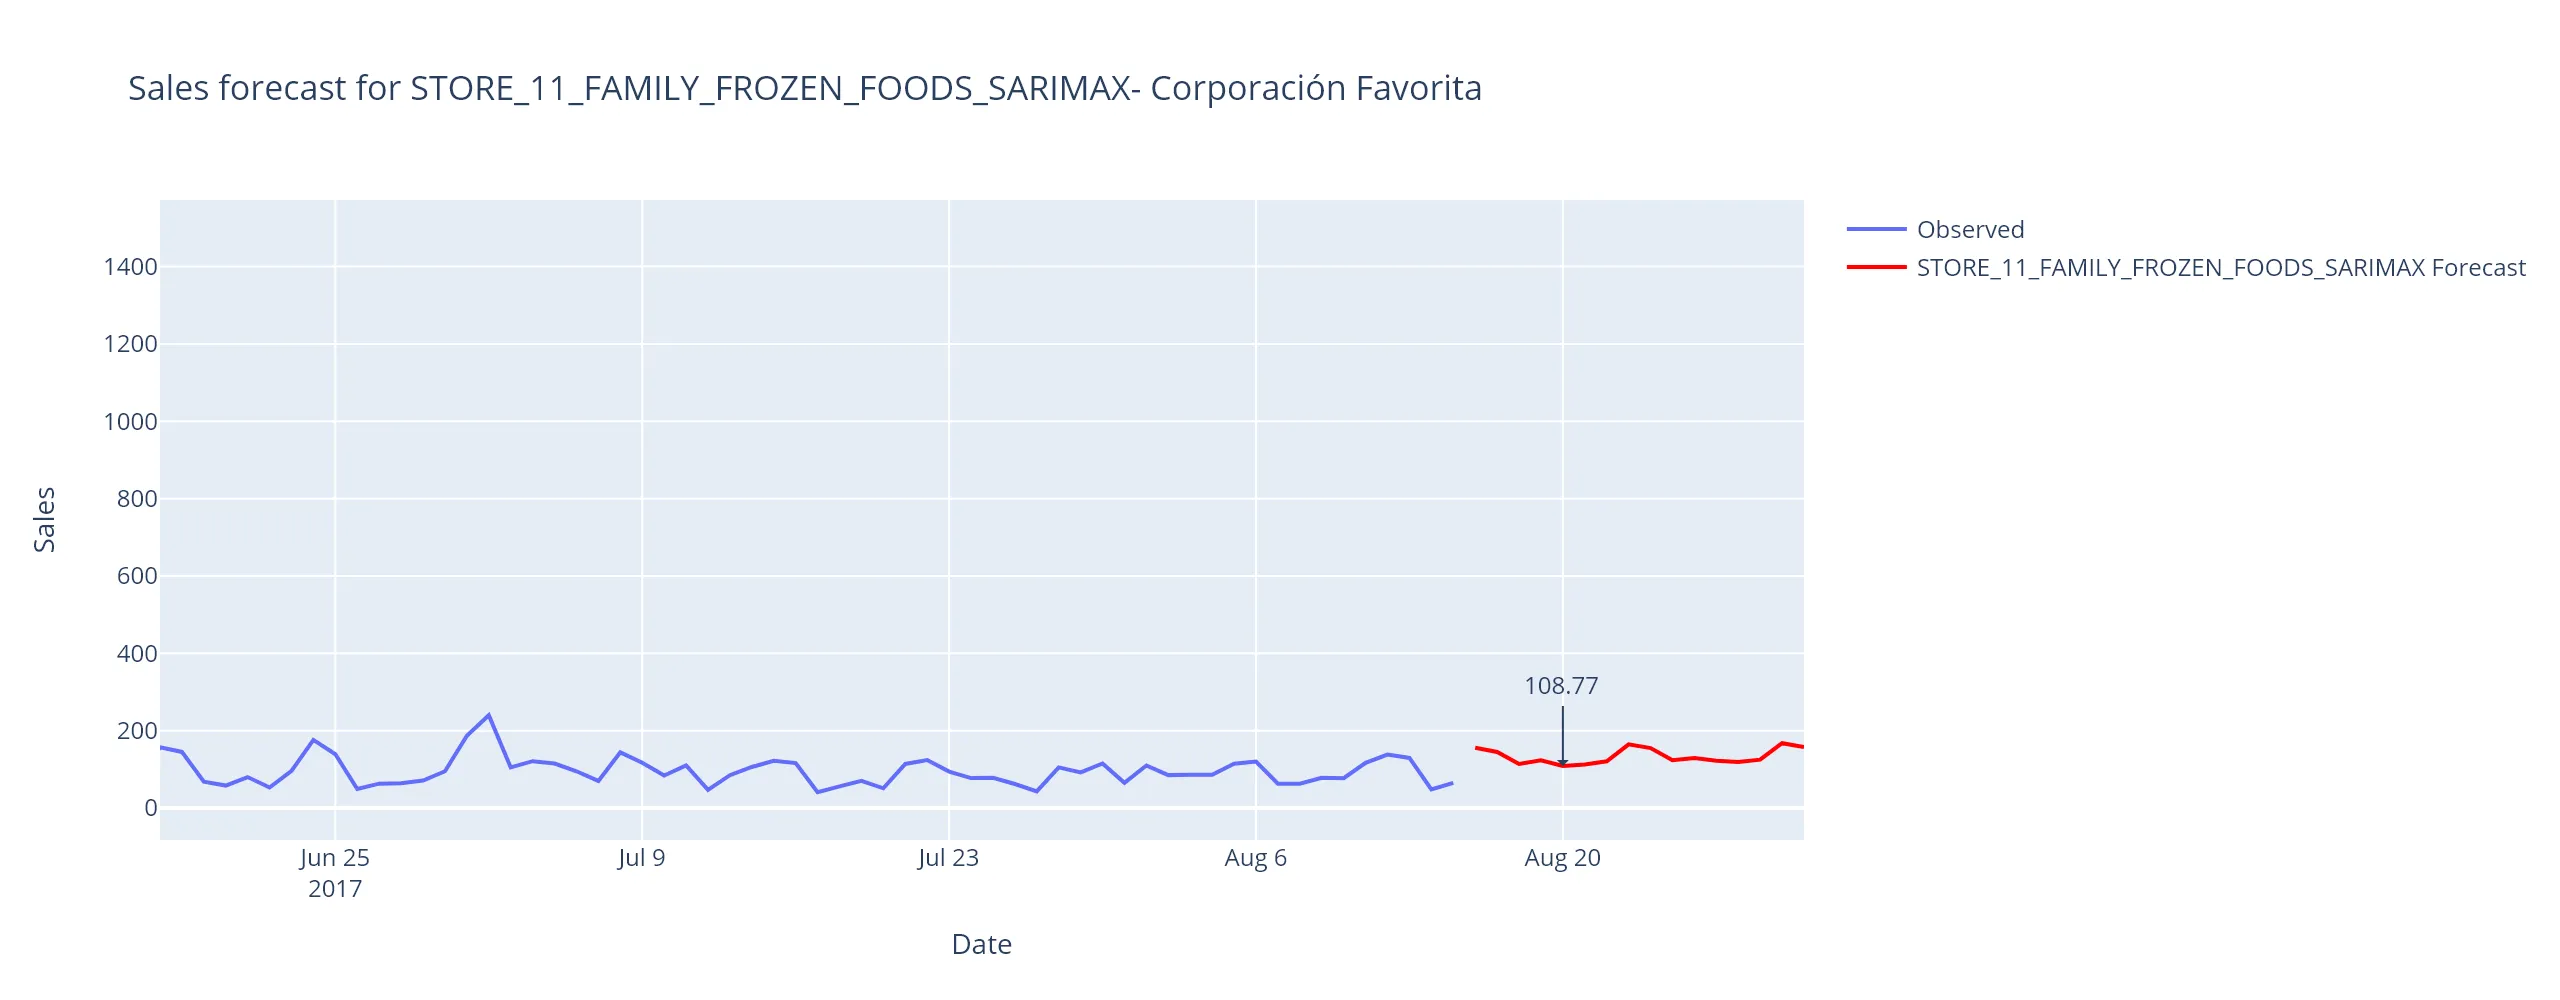 Sales forecast for STORE_11_FAMILY_FROZEN_FOODS_SARIMAX- Corporación Favorita
Observed
STORE_11_FAMILY_FROZEN_FOODS_SARIMAX Forecast
1400
1200
1000
800
600
400
200
0
Sales
108.77
Jun 25
2017
Jul 9
Jul 23
Aug 6
Aug 20
Date